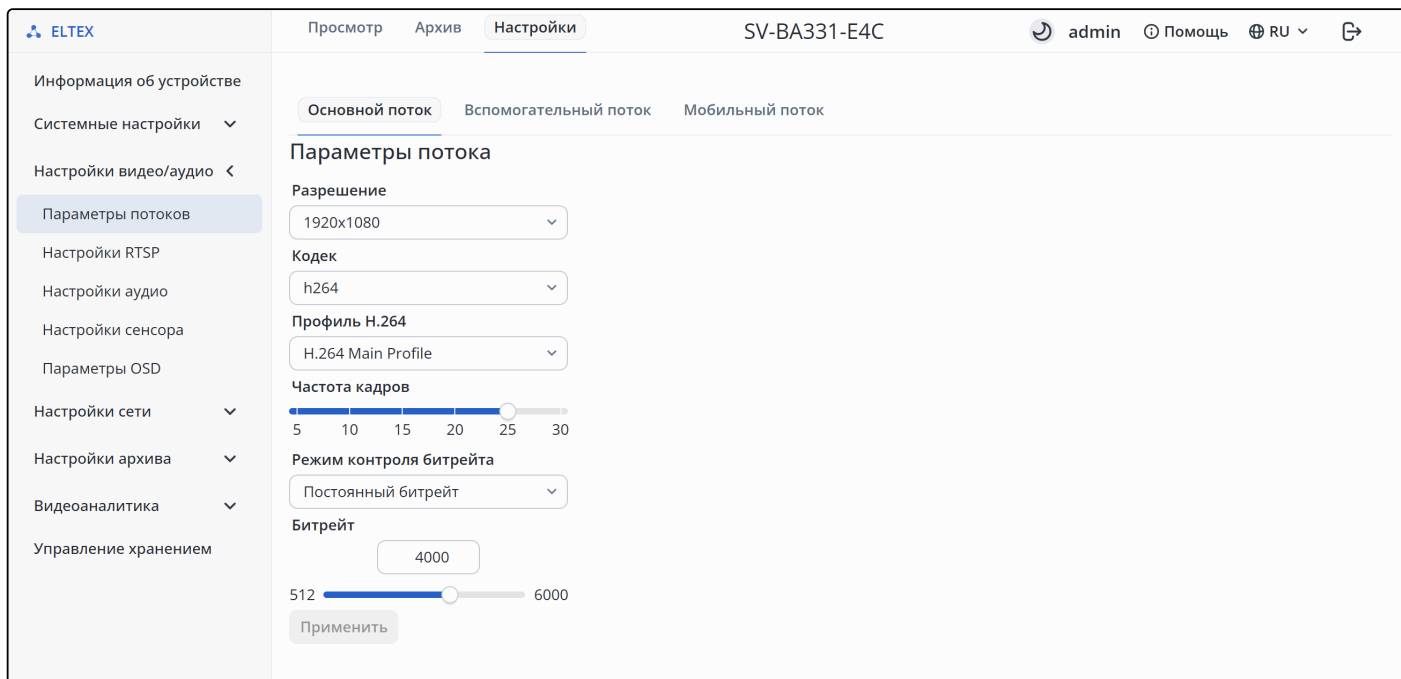 ELTEX
Просмотр Архив Настройки SV-BA331-E4C admin Помощь RU
Информация об устройстве
Системные настройки
Настройки видео/аудио
Параметры потоков
Настройки RTSP
Настройки аудио
Настройки сенсора
Параметры OSD
Настройки сети
Настройки архива
Видеоаналитика
Управление хранением
Основной поток Вспомогательный поток Мобильный поток
Параметры потока
Разрешение
1920x1080
Кодек
h264
Профиль H.264
H.264 Main Profile
Частота кадров
5 10 15 20 25 30
Режим контроля битрейта
Постоянный битрейт
Битрейт
4000
512 6000
Применить